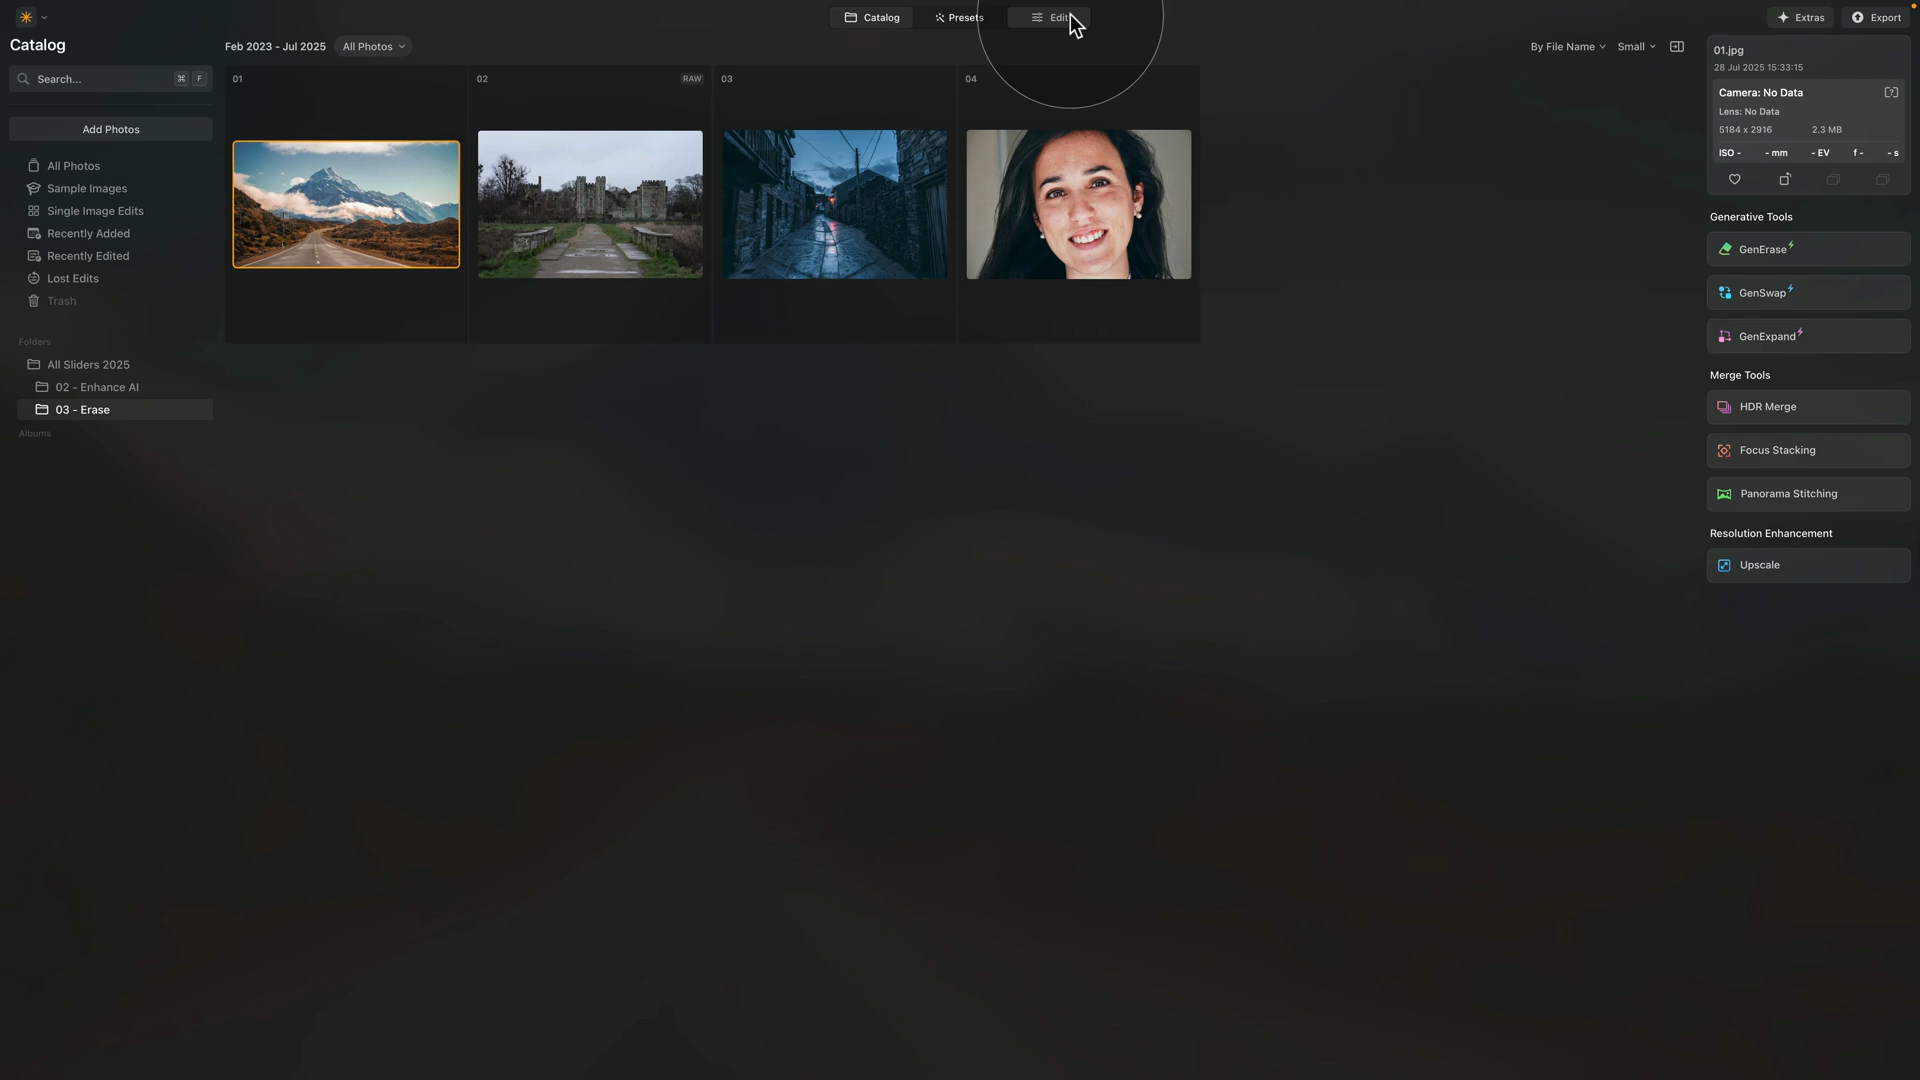 Catalog
Presets
Edit
Extras
Export
Catalog
Feb 2023 - Jul 2025
All Photos
By File Name
Small
Search...
⌘
F
Add Photos
All Photos
Sample Images
Single Image Edits
Recently Added
Recently Edited
Lost Edits
Trash
Folders
All Sliders 2025
02 - Enhance AI
03 - Erase
Albums
01
02
RAW
03
04
01.jpg
28 Jul 2025 15:33:15
Camera: No Data
Lens: No Data
5184 x 2916 2.3 MB
ISO - - mm - EV f - - s
Generative Tools
GenErase
GenSwap
GenExpand
Merge Tools
HDR Merge
Focus Stacking
Panorama Stitching
Resolution Enhancement
Upscale